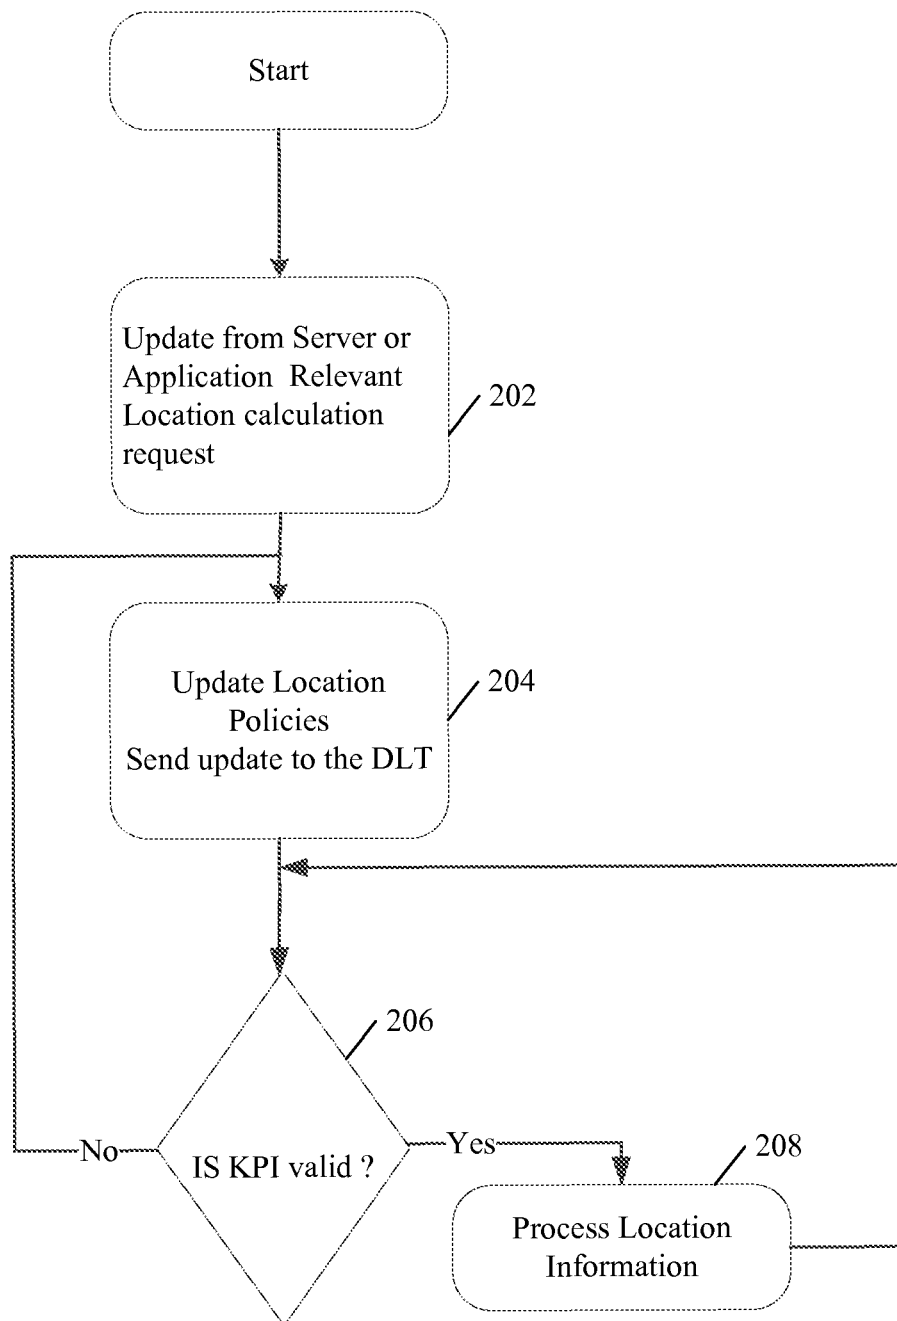 Start
Update from Server or
Application Relevant
Location calculation
request
202
Update Location
Policies
Send update to the DLT
204
206
No
IS KPI valid ?
Yes
208
Process Location
Information